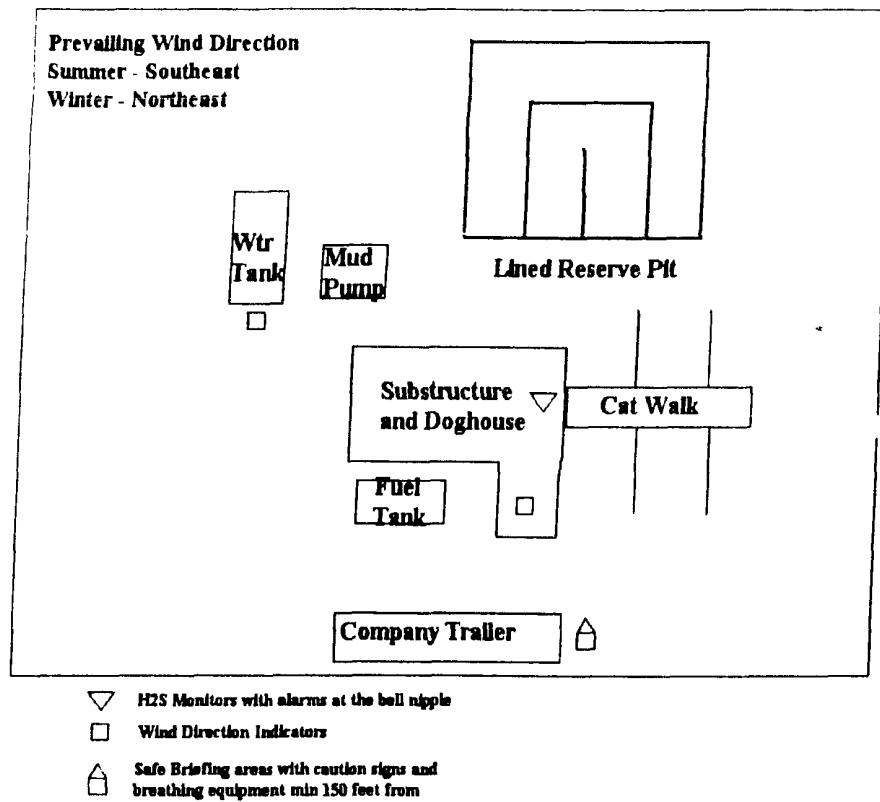 Prevailing Wind Direction
Summer - Southeast
Winter - Northeast
Wtr
Tank
Mud
Pump
Lined Reserve Pit
Substructure
and Doghouse
Cat Walk
Fuel
Tank
Company Trailer
H2S Monitors with alarms at the bell nipple
Wind Direction Indicators
Safe Briefing areas with caution signs and
breathing equipment min 150 feet from